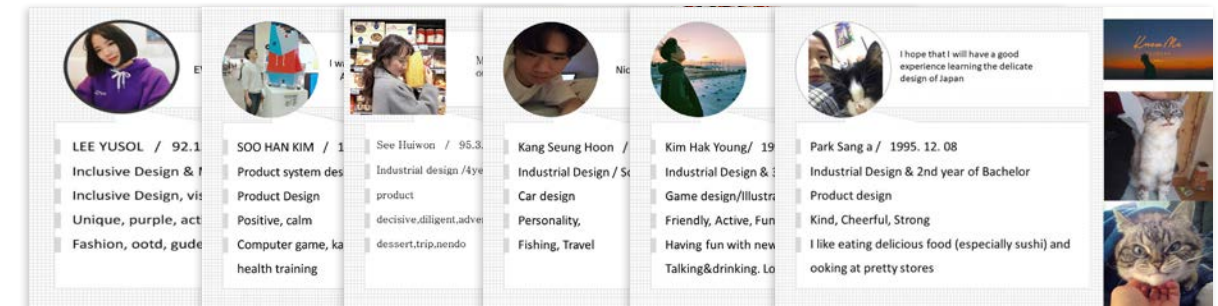 EV
LEE YUSOL / 92.1
Inclusive Design &
Inclusive Design, vis
Unique, purple, act
Fashion, ootd, gude
I wa
A
SOO HAN KIM / 1
Product system des
Product Design
Positive, calm
Computer game, ka
health training
M
ou
See Huiwon / 95.3.
Industrial design /4ye
product
decisive,diligent,adve
dessert,trip,nendo
Nic
Kang Seung Hoon /
Industrial Design / So
Car design
Personality,
Fishing, Travel
Kim Hak Young/ 19
Industrial Design & 3
Game design/Illustra
Friendly, Active, Fun
Having fun with new
Talking&drinking. Lo
I hope that I will have a good
experience learning the delicate
design of Japan
Park Sang a / 1995. 12. 08
Industrial Design & 2nd year of Bachelor
Product design
Kind, Cheerful, Strong
I like eating delicious food (especially sushi) and
ooking at pretty stores